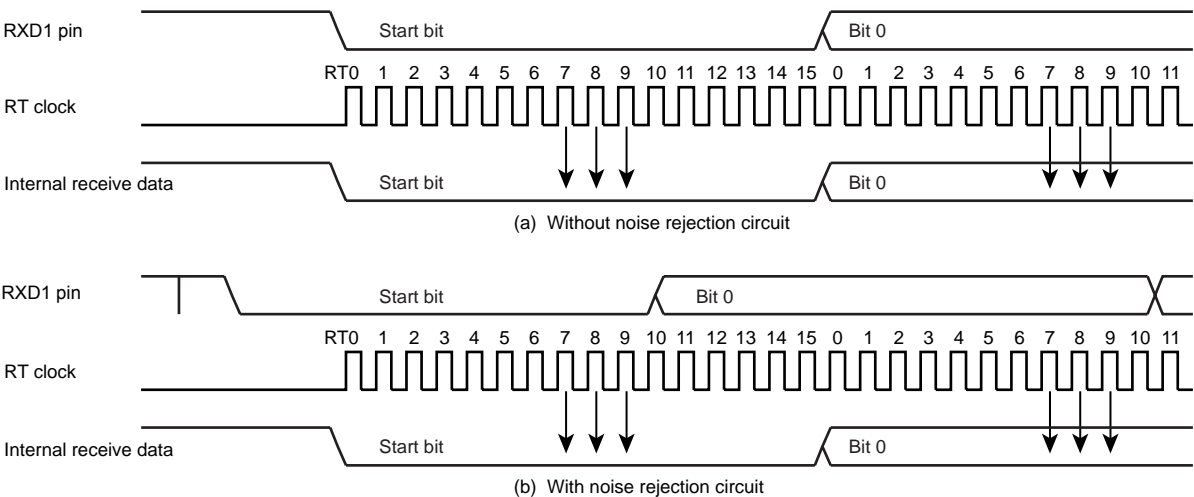 RXD1 pin Start bit Bit 0
RT0 1 2 3 4 5 6 7 8 9 10 11 12 13 14 15 0 1 2 3 4 5 6 7 8 9 10 11
RT clock
Internal receive data Start bit Bit 0
(a) Without noise rejection circuit
RXD1 pin Start bit Bit 0
RT0 1 2 3 4 5 6 7 8 9 10 11 12 13 14 15 0 1 2 3 4 5 6 7 8 9 10 11
RT clock
Internal receive data Start bit Bit 0
(b) With noise rejection circuit